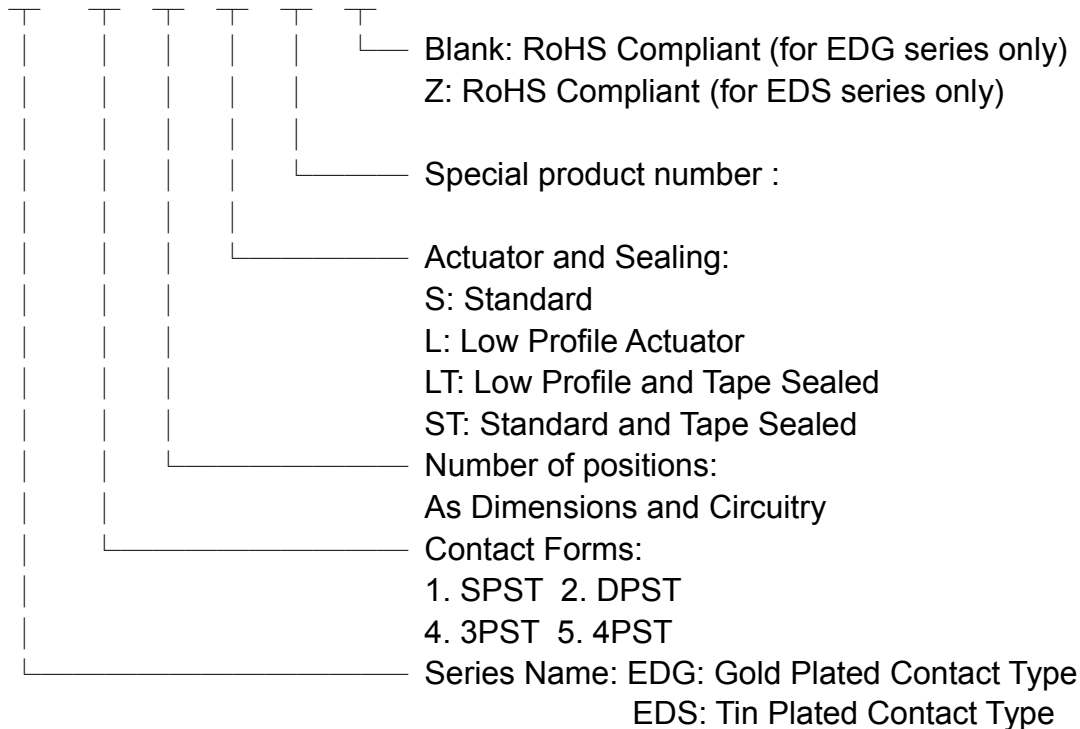 Blank: RoHS Compliant (for EDG series only)
Z: RoHS Compliant (for EDS series only)
Special product number :
Actuator and Sealing:
S: Standard
L: Low Profile Actuator
LT: Low Profile and Tape Sealed
ST: Standard and Tape Sealed
Number of positions:
As Dimensions and Circuitry
Contact Forms:
1. SPST 2. DPST
4. 3PST 5. 4PST
Series Name: EDG: Gold Plated Contact Type
EDS: Tin Plated Contact Type